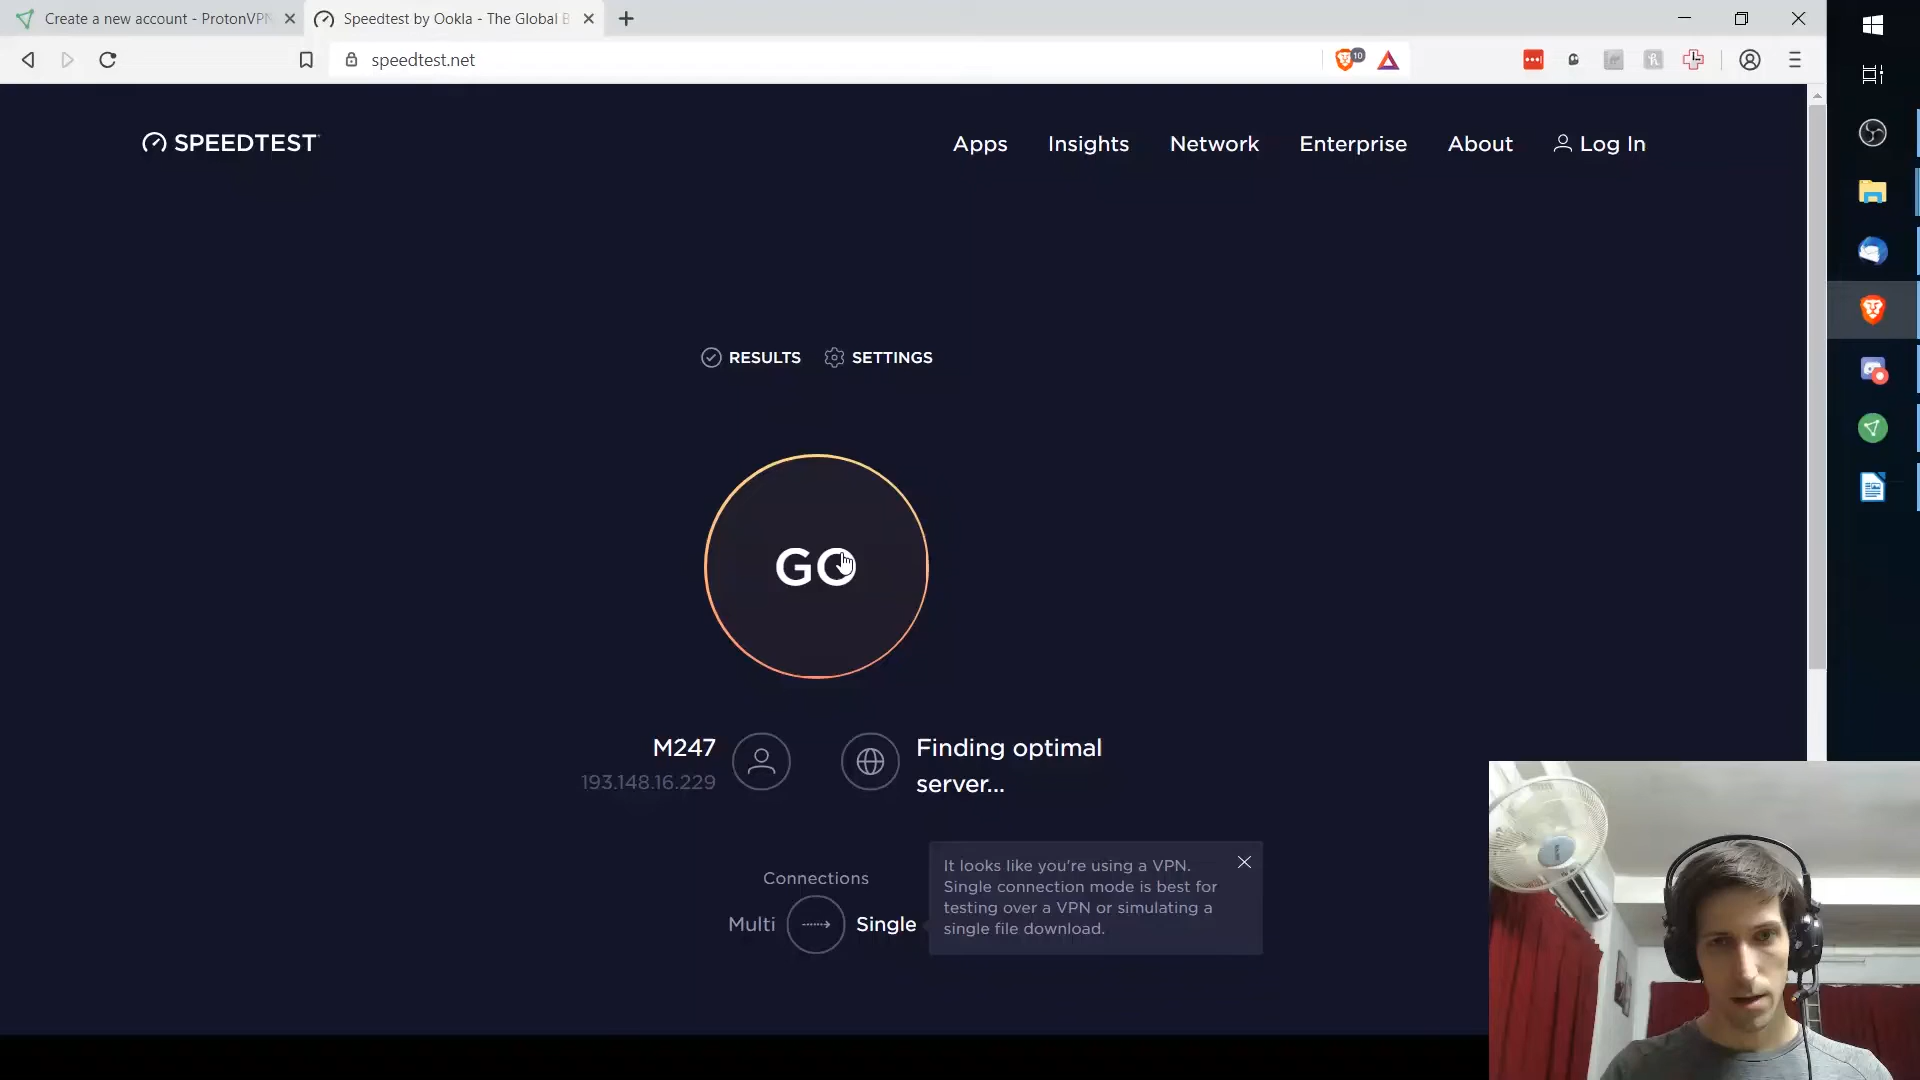 Create a new account - ProtonVPN
Speedtest by Ookla - The Global B
speedtest.net
10
SPEEDTEST
Apps
Insights
Network
Enterprise
About
Log In
RESULTS
SETTINGS
GO
M247
193.148.16.229
Finding optimal
server...
Connections
Multi
Single
It looks like you're using a VPN.
Single connection mode is best for
testing over a VPN or simulating a
single file download.